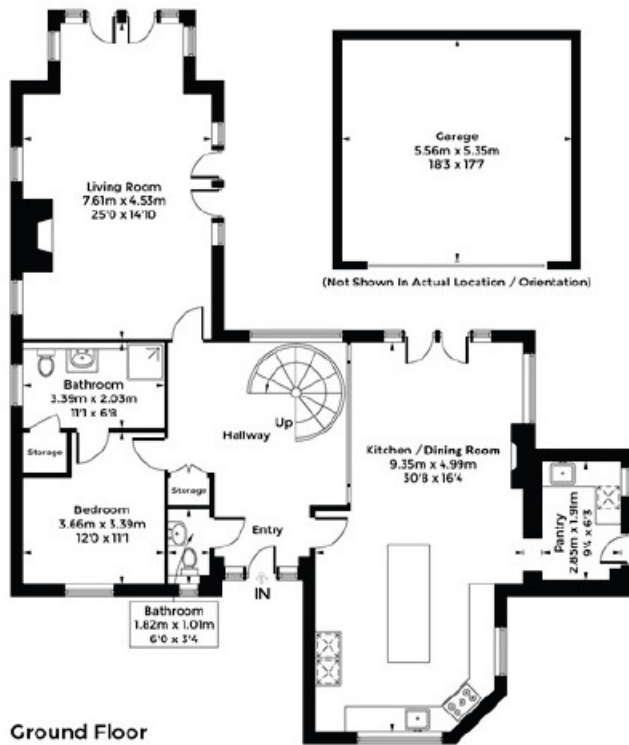 Living Room
7.61m x 4.53m
25'0 x 14'10
Garage
5.56m x 5.35m
18'3 x 17'7
(Not Shown In Actual Location / Orientation)
Bathroom
3.39m x 2.03m
11'1 x 6'8
Storage
Up
Hallway
Kitchen / Dining Room
9.35m x 4.99m
30'8 x 16'4
Bedroom
3.66m x 3.39m
12'0 x 11'1
Storage
Entry
Pantry
2.85m x 1.91m
9'4 x 6'3
IN
Bathroom
1.82m x 1.01m
6'0 x 3'4
Ground Floor